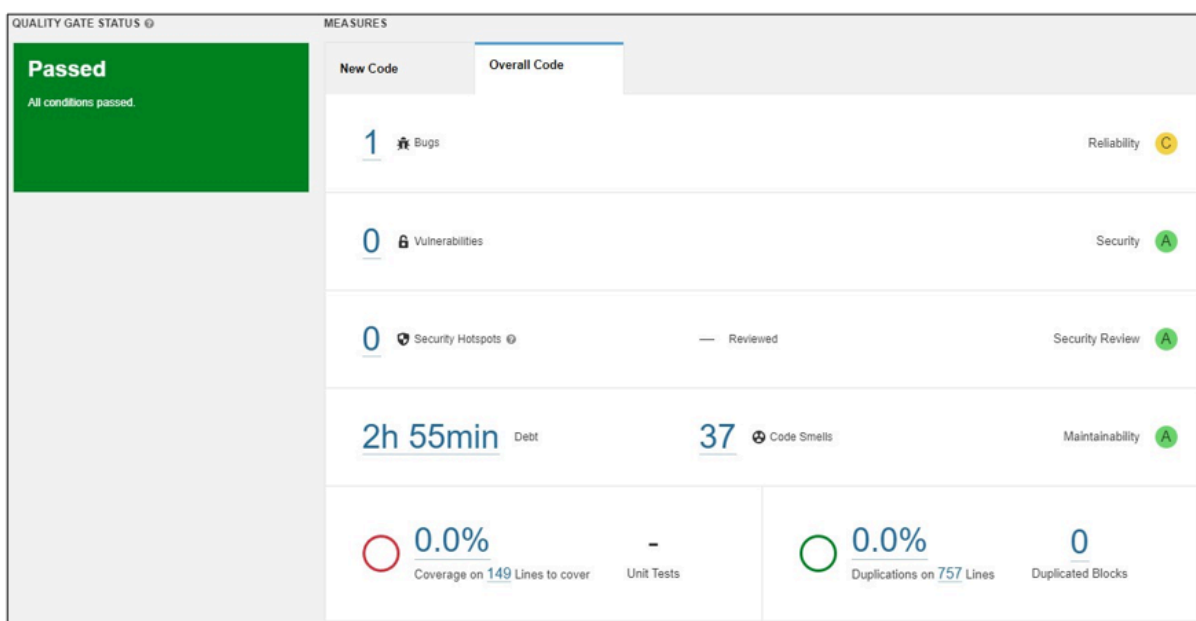 QUALITY GATE STATUS
MEASURES
Passed
All conditions passed.
New Code
Overall Code
1 Bugs
Reliability C
0 Vulnerabilities
Security A
0 Security Hotspots
— Reviewed
Security Review A
2h 55min Debt
37 Code Smells
Maintainability A
0.0%
Coverage on 149 Lines to cover
-
Unit Tests
0.0%
Duplications on 757 Lines
0
Duplicated Blocks